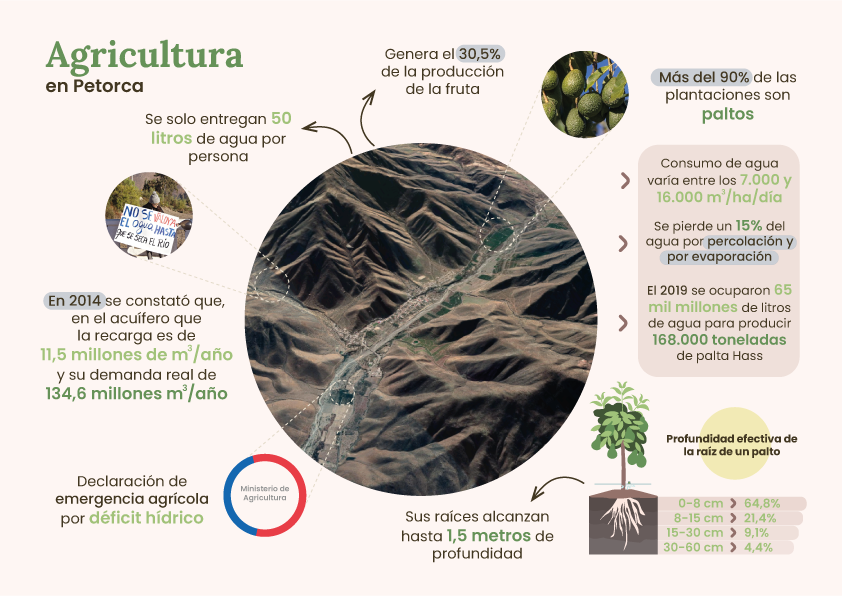 Agricultura
en Petorca
Genera el 30,5%
de la producción
de la fruta
Más del 90% de las
plantaciones son
paltos
Se solo entregan 50
litros de agua por
persona
NO SE VALORA
EL AGUA HASTA
QUE SE SECA EL RÍO
Consumo de agua
varía entre los 7.000 y
16.000 m³/ha/día
Se pierde un 15% del
agua por percolación y
por evaporación
El 2019 se ocuparon 65
mil millones de litros
de agua para producir
168.000 toneladas
de palta Hass
En 2014 se constató que,
en el acuífero que
la recarga es de
11,5 millones de m³/año
y su demanda real de
134,6 millones m³/año
Declaración de
emergencia agrícola
por déficit hídrico
Ministerio de
Agricultura
Sus raíces alcanzan
hasta 1,5 metros de
profundidad
Profundidad efectiva de
la raíz de un palto
0-8 cm 64,8%
8-15 cm 21,4%
15-30 cm 9,1%
30-60 cm 4,4%